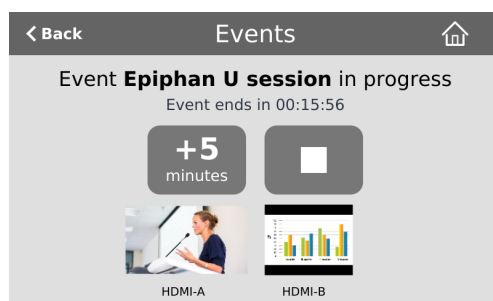 Back
Events
Event Epiphan U session in progress
Event ends in 00:15:56
+5
minutes
HDMI-A
HDMI-B